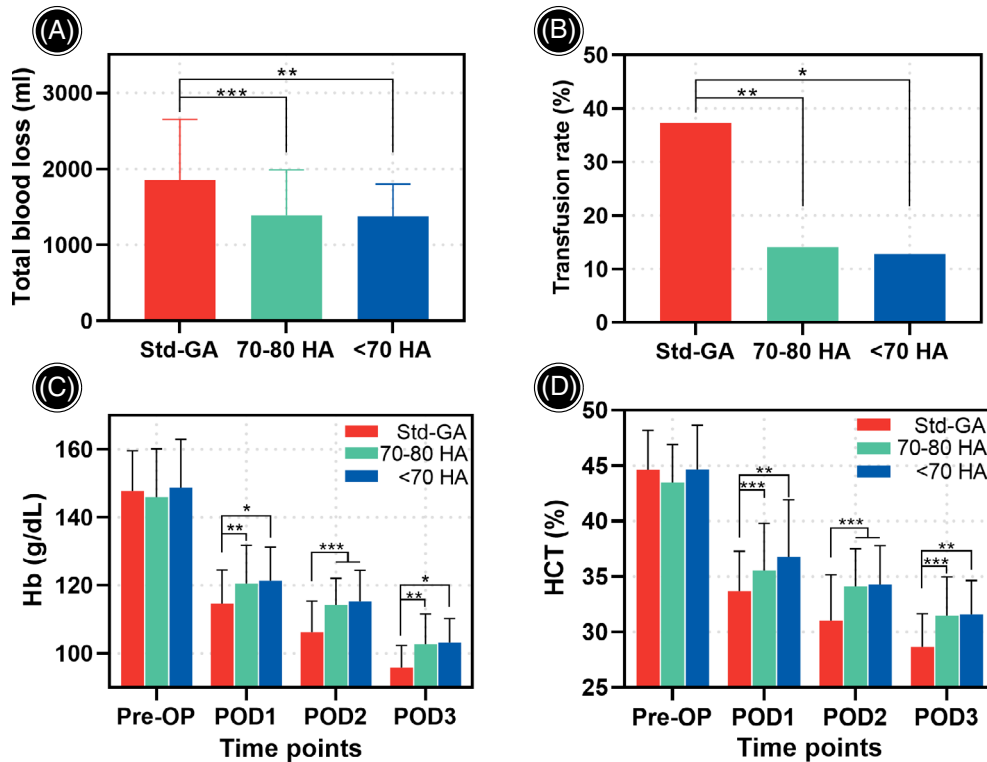 (A)
Total blood loss (ml)
3000
2000
1000
0
**
***
Std-GA 70-80 HA <70 HA
(B)
Transfusion rate (%)
50
40
30
20
10
0
*
**
Std-GA 70-80 HA <70 HA
(C)
Hb (g/dL)
160
140
120
100
Std-GA
70-80 HA
<70 HA
*
**
***
*
**
Pre-OP POD1 POD2 POD3
Time points
(D)
HCT (%)
50
45
40
35
30
25
Std-GA
70-80 HA
<70 HA
**
***
***
**
***
Pre-OP POD1 POD2 POD3
Time points